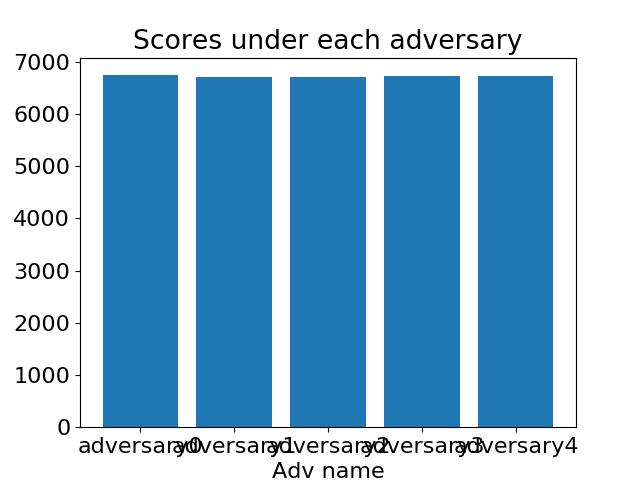 Scores under each adversary
7000
6000
5000
4000
3000
2000
1000
0
adversary0 adversary1 adversary2 adversary3 adversary4
Adv name